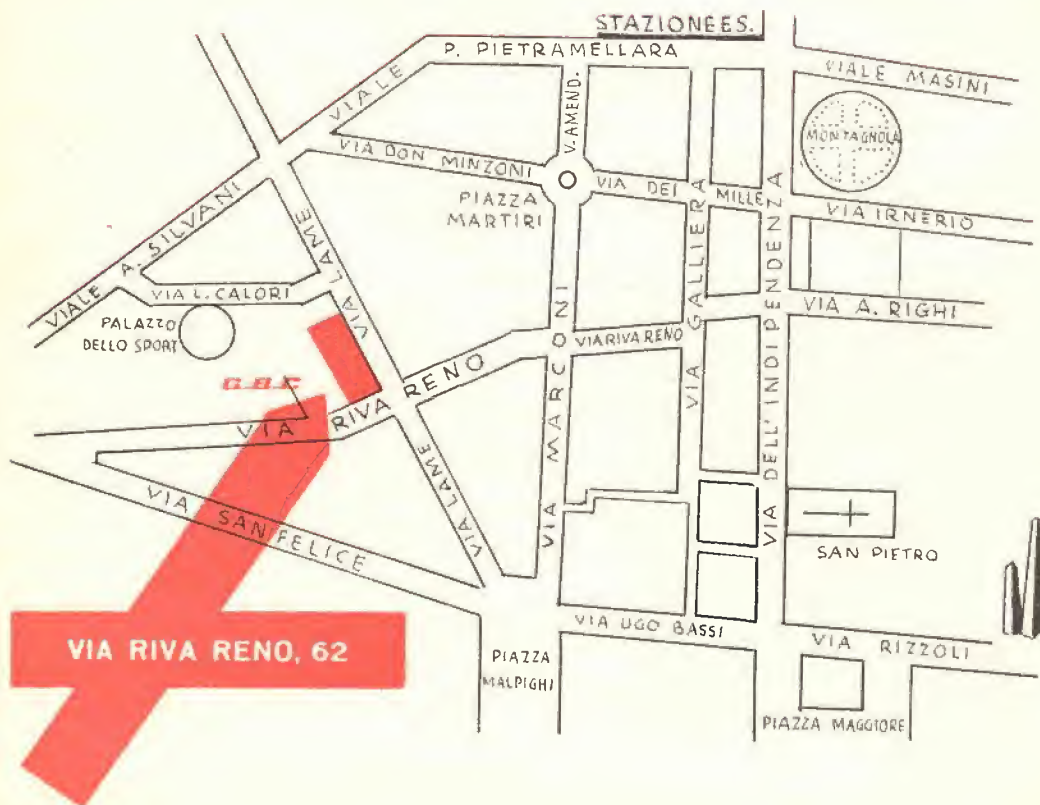 STAZIONE ES.
P. PIETRAMELLARA
VIALE
VIALE MASINI
V. AMEND.
MONTAGNOLA
VIA DON MINZONI
VIA DEI MILLE
PIAZZA
MARTIRI
VIA IRNERIO
VIALE A. SILVANI
VIA LAME
VIA L. CALORI
VIA GALLIERA
VIA DELL'INDIPENDENZA
VIA A. RIGHI
PALAZZO
DELLO SPORT
VIA RIVA RENO
G.B.C
VIA RIVA RENO
VIA MARCONI
VIA LAME
VIA SAN FELICE
SAN PIETRO
VIA UGO BASSI
VIA RIZZOLI
VIA RIVA RENO, 62
PIAZZA
MALPIGHI
PIAZZA MAGGIORE